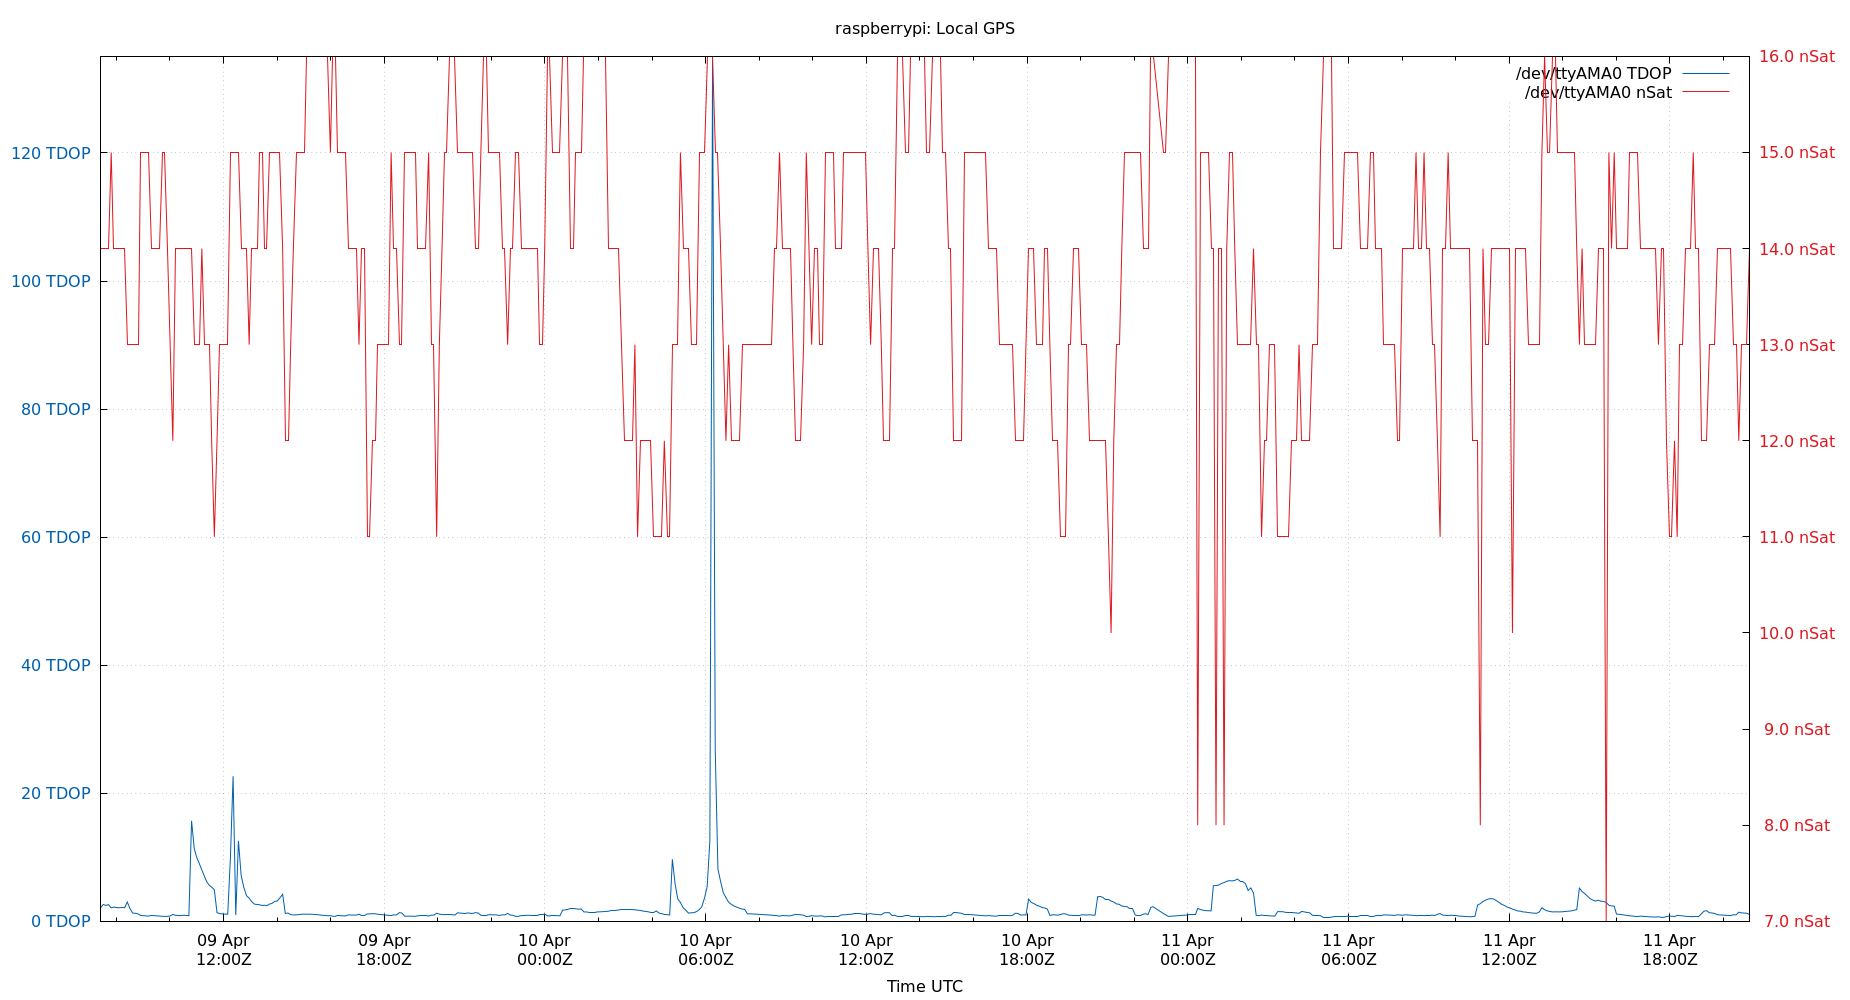 raspberrypi: Local GPS
/dev/ttyAMA0 TDOP
/dev/ttyAMA0 nSat
120 TDOP
100 TDOP
80 TDOP
60 TDOP
40 TDOP
20 TDOP
0 TDOP
16.0 nSat
15.0 nSat
14.0 nSat
13.0 nSat
12.0 nSat
11.0 nSat
10.0 nSat
9.0 nSat
8.0 nSat
7.0 nSat
09 Apr
12:00Z
09 Apr
18:00Z
10 Apr
00:00Z
10 Apr
06:00Z
10 Apr
12:00Z
10 Apr
18:00Z
11 Apr
00:00Z
11 Apr
06:00Z
11 Apr
12:00Z
11 Apr
18:00Z
Time UTC